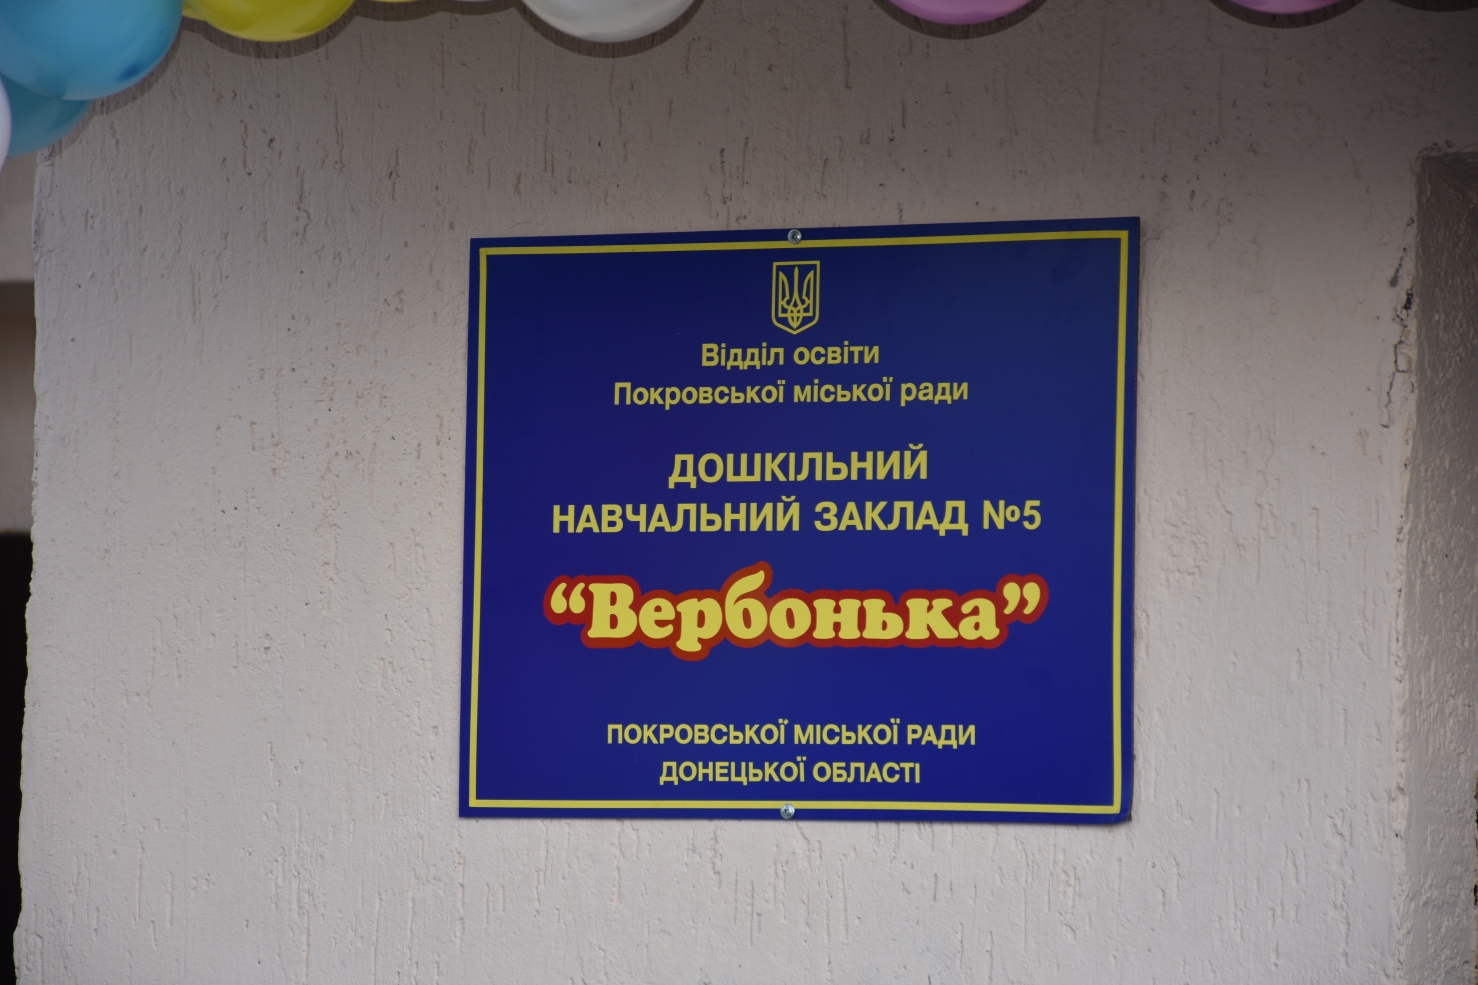 Відділ освіти
Покровської міської ради
ДОШКІЛЬНИЙ
НАВЧАЛЬНИЙ ЗАКЛАД №5
“Вербонька”
ПОКРОВСЬКОЇ МІСЬКОЇ РАДИ
ДОНЕЦЬКОЇ ОБЛАСТІ